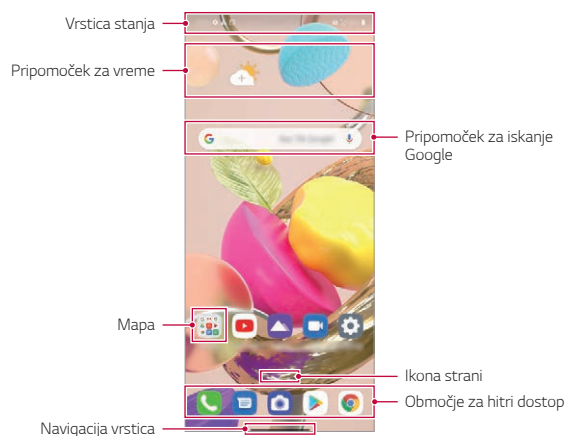 Vrstica stanja
Pripomoček za vreme
Pripomoček za iskanje
Google
Mapa
Ikona strani
Območje za hitri dostop
Navigacija vrstica